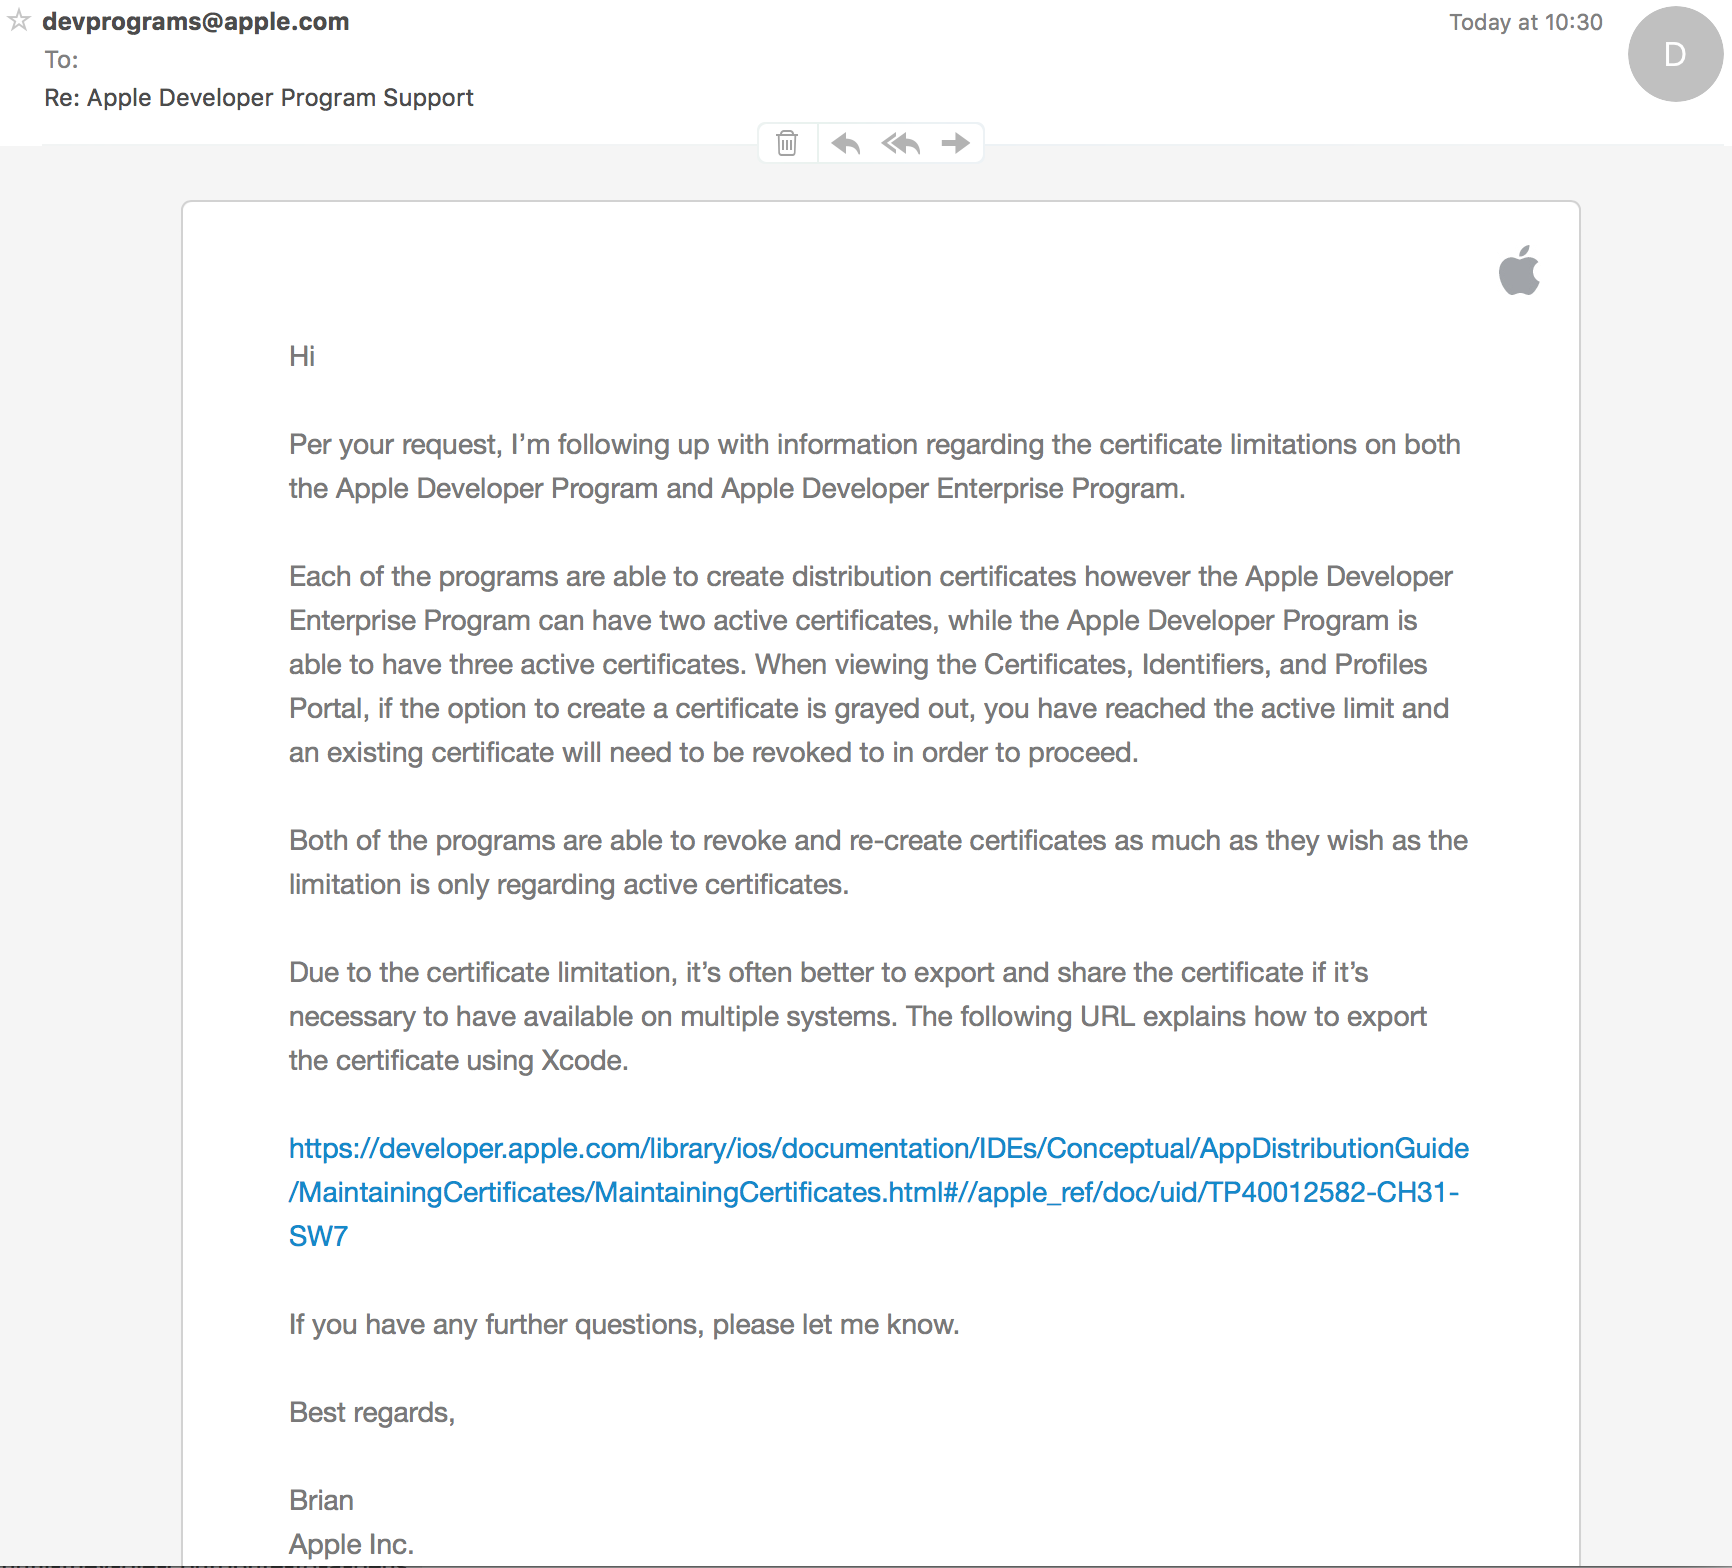 devprograms@apple.com
Today at 10:30
D
To:
Re: Apple Developer Program Support
Hi
Per your request, I’m following up with information regarding the certificate limitations on both
the Apple Developer Program and Apple Developer Enterprise Program.
Each of the programs are able to create distribution certificates however the Apple Developer
Enterprise Program can have two active certificates, while the Apple Developer Program is
able to have three active certificates. When viewing the Certificates, Identifiers, and Profiles
Portal, if the option to create a certificate is grayed out, you have reached the active limit and
an existing certificate will need to be revoked to in order to proceed.
Both of the programs are able to revoke and re-create certificates as much as they wish as the
limitation is only regarding active certificates.
Due to the certificate limitation, it’s often better to export and share the certificate if it’s
necessary to have available on multiple systems. The following URL explains how to export
the certificate using Xcode.
https://developer.apple.com/library/ios/documentation/IDEs/Conceptual/AppDistributionGuide
/MaintainingCertificates/MaintainingCertificates.html#//apple_ref/doc/uid/TP40012582-CH31-
SW7
If you have any further questions, please let me know.
Best regards,
Brian
Apple Inc.